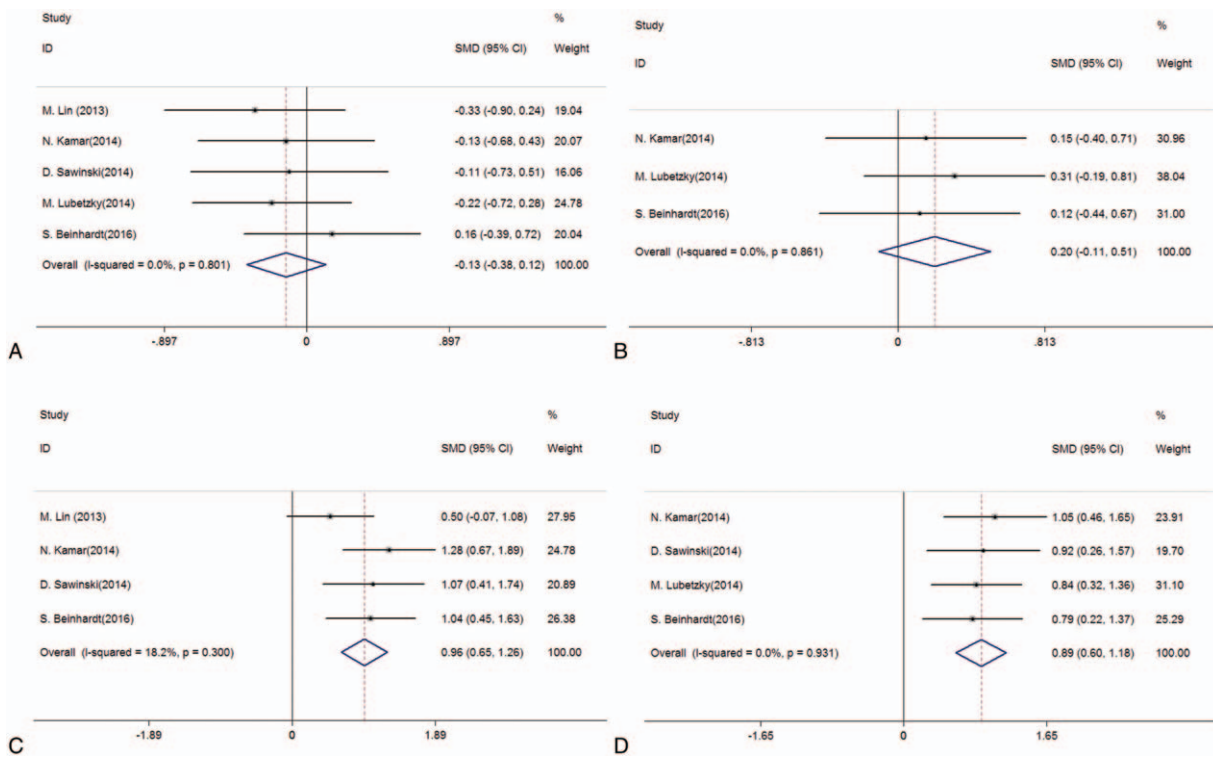 Study %
ID SMD (95% CI) Weight
M. Lin (2013) -0.33 (-0.90, 0.24) 19.04
N. Kamar(2014) -0.13 (-0.68, 0.43) 20.07
D. Sawinski(2014) -0.11 (-0.73, 0.51) 16.06
M. Lubetzky(2014) -0.22 (-0.72, 0.28) 24.78
S. Beinhardt(2016) 0.16 (-0.39, 0.72) 20.04
Overall (I-squared = 0.0%, p = 0.801) -0.13 (-0.38, 0.12) 100.00
-.897 0 .897
A
Study %
ID SMD (95% CI) Weight
N. Kamar(2014) 0.15 (-0.40, 0.71) 30.96
M. Lubetzky(2014) 0.31 (-0.19, 0.81) 38.04
S. Beinhardt(2016) 0.12 (-0.44, 0.67) 31.00
Overall (I-squared = 0.0%, p = 0.861) 0.20 (-0.11, 0.51) 100.00
-.813 0 .813
B
Study %
ID SMD (95% CI) Weight
M. Lin (2013) 0.50 (-0.07, 1.08) 27.95
N. Kamar(2014) 1.28 (0.67, 1.89) 24.78
D. Sawinski(2014) 1.07 (0.41, 1.74) 20.89
S. Beinhardt(2016) 1.04 (0.45, 1.63) 26.38
Overall (I-squared = 18.2%, p = 0.300) 0.96 (0.65, 1.26) 100.00
-1.89 0 1.89
C
Study %
ID SMD (95% CI) Weight
N. Kamar(2014) 1.05 (0.46, 1.65) 23.91
D. Sawinski(2014) 0.92 (0.26, 1.57) 19.70
M. Lubetzky(2014) 0.84 (0.32, 1.36) 31.10
S. Beinhardt(2016) 0.79 (0.22, 1.37) 25.29
Overall (I-squared = 0.0%, p = 0.931) 0.89 (0.60, 1.18) 100.00
-1.65 0 1.65
D